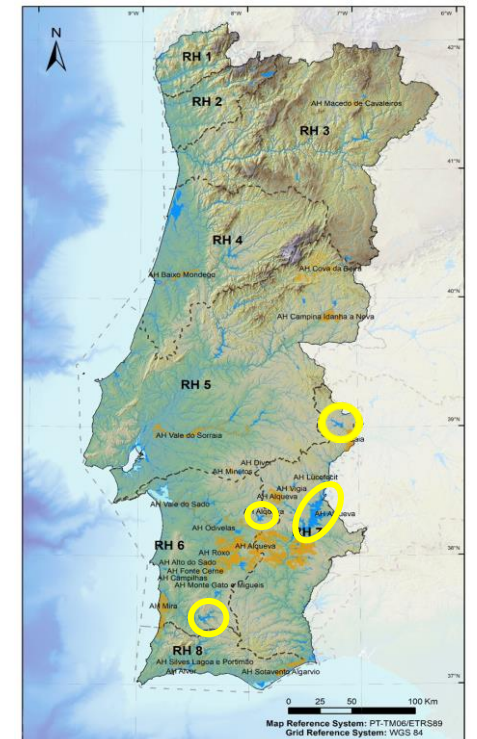 6°W
9°W
8°W
7°W
N
42°N
RH 1
RH 2
AH Macedo de Cavaleiros
RH 3
41°N
RH 4
AH Cova da Beira
AH Baixo Mondego
40°N
AH Campina Idanha a Nova
RH 5
39°N
AH Vale do Sorraia
AH Divor
AH Minutos
AH Lucefecit
AH Vigia
AH Alqueva
AH Vale do Sado
AH Odivelas
38°N
RH 6
AH Alqueva
AH Roxo
AH Alto do Sado
AH Fonte Cerne
AH Campilhas
AH Monte Gato e Migueis
AH Mira
RH 8
AH Silves Lagoa e Portimão
AH Alvor
AH Sotavento Algarvio
37°N
0 25 50 100 Km
Map Reference System: PT-TM06/ETRS89
Grid Reference System: WGS 84